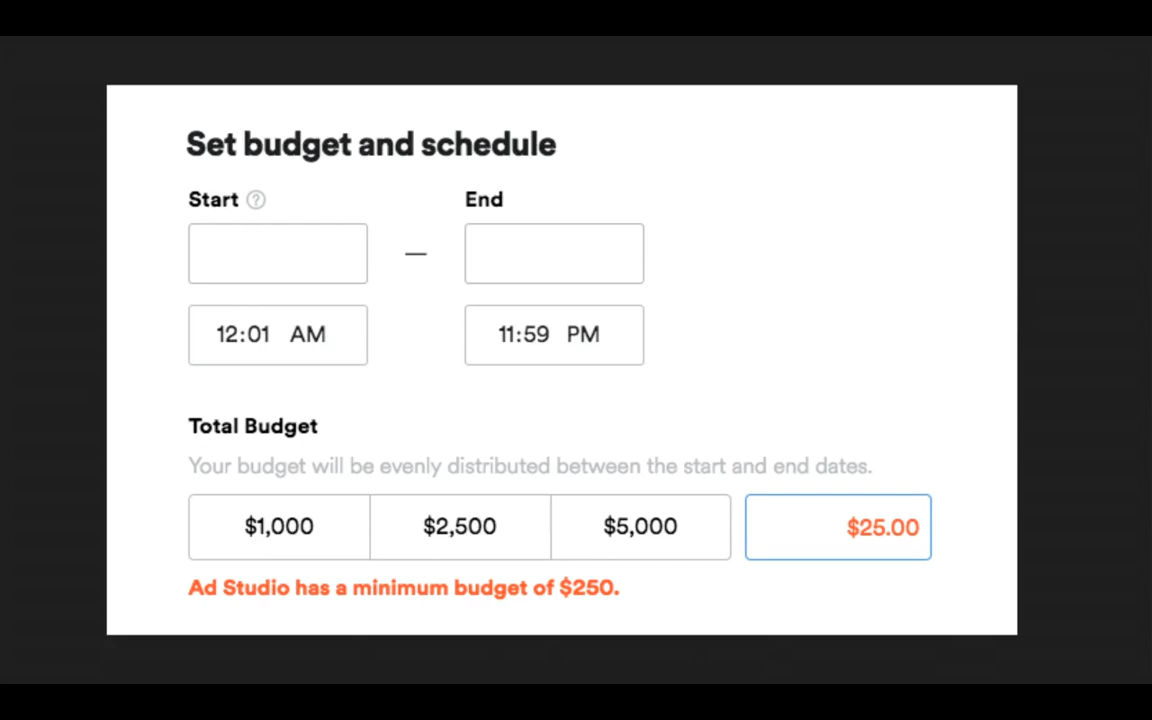 Set budget and schedule
Start ? End
—
12:01 AM 11:59 PM
Total Budget
Your budget will be evenly distributed between the start and end dates.
$1,000 $2,500 $5,000 $25.00
Ad Studio has a minimum budget of $250.